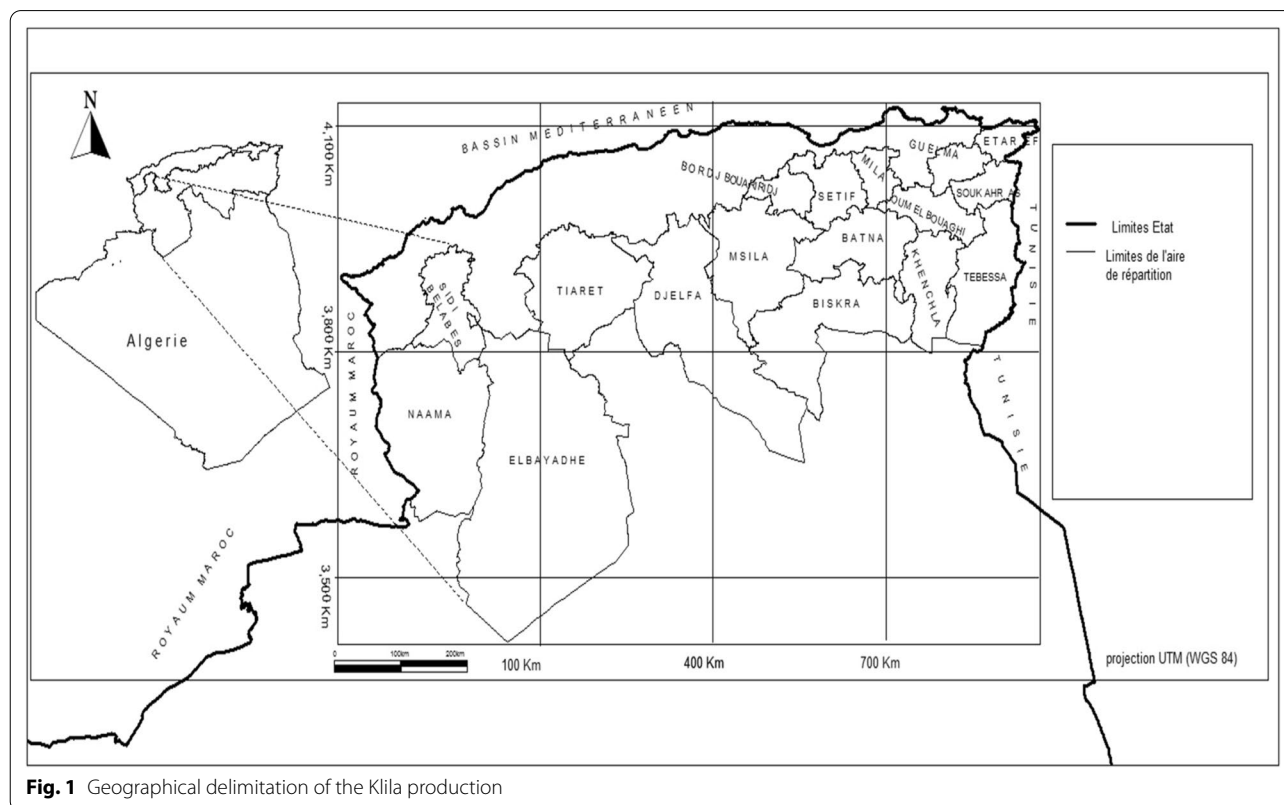 N
Algerie
ROYAUM MAROC
ROYAUM MAROC
BASSIN MEDITERRANEEN
4,100 Km
3,800 Km
3,500 Km
BORDJ BOUARIRIDJ
SETIF
MILA
GUELMA
ETAREF
SOUK AHRAS
OUM EL BOUAGHI
MSILA
BATNA
KHENCHLA
TEBESSA
BISKRA
SIDI BELABES
TIARET
DJELFA
NAAMA
ELBAYADHE
TUNISIE
TUNISIE
Limites Etat
Limites de l'aire
de répartition
0 100km 200km
100 Km 400 Km 700 Km
projection UTM (WGS 84)
Fig. 1 Geographical delimitation of the Klila production